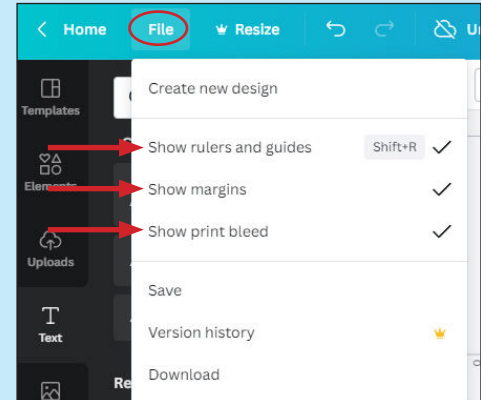 Home File Resize
Create new design
Templates
Show rulers and guides Shift+R
Elements
Show margins
Show print bleed
Uploads
Save
Text
Version history
Download